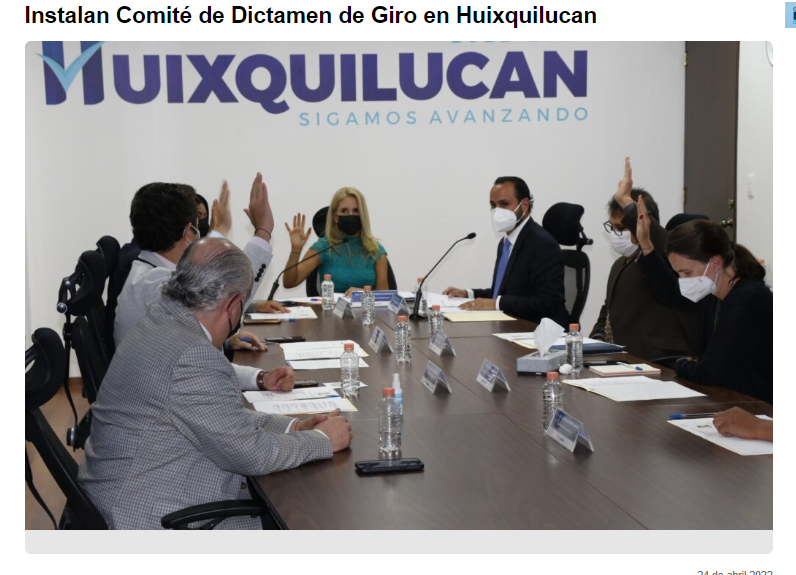 Instalan Comité de Dictamen de Giro en Huixquilucan
HUIXQUILUCAN
SIGAMOS AVANZANDO